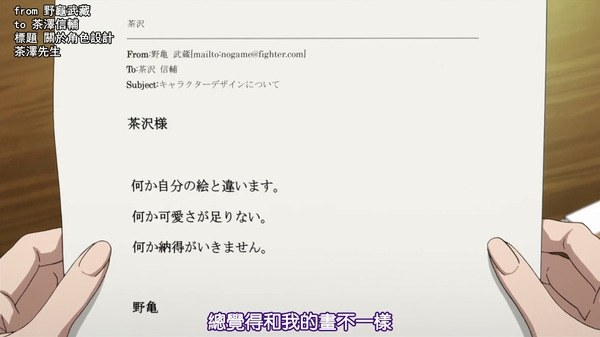 from 野龜武藏
to 茶澤信輔
標題 關於角色設計
茶澤先生
茶沢
From:野亀 武蔵[mailto:nogame@fighter.com]
To:茶沢 信輔
Subject:キャラクターデザインについて
茶沢様
何か自分の絵と違います。
何か可愛さが足りない。
何か納得がいきません。
野亀
總覺得和我的畫不一樣